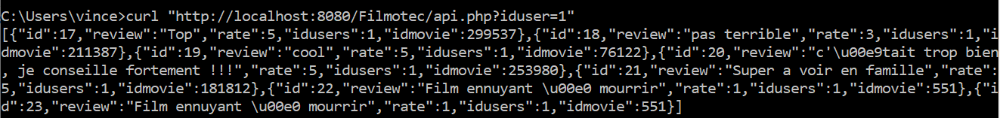 C:\Users\vince>curl "http://localhost:8080/Filmotec/api.php?iduser=1"
[{"id":17,"review":"Top","rate":5,"idusers":1,"idmovie":299537},{"id":18,"review":"pas terrible","rate":3,"idusers":1,"i
dmovie":211387},{"id":19,"review":"cool","rate":5,"idusers":1,"idmovie":76122},{"id":20,"review":"c'\u00e9tait trop bien
, je conseille fortement !!!","rate":5,"idusers":1,"idmovie":253980},{"id":21,"review":"Super a voir en famille","rate":
5,"idusers":1,"idmovie":181812},{"id":22,"review":"Film ennuyant \u00e0 mourrir","rate":1,"idusers":1,"idmovie":551},{"i
d":23,"review":"Film ennuyant \u00e0 mourrir","rate":1,"idusers":1,"idmovie":551}]